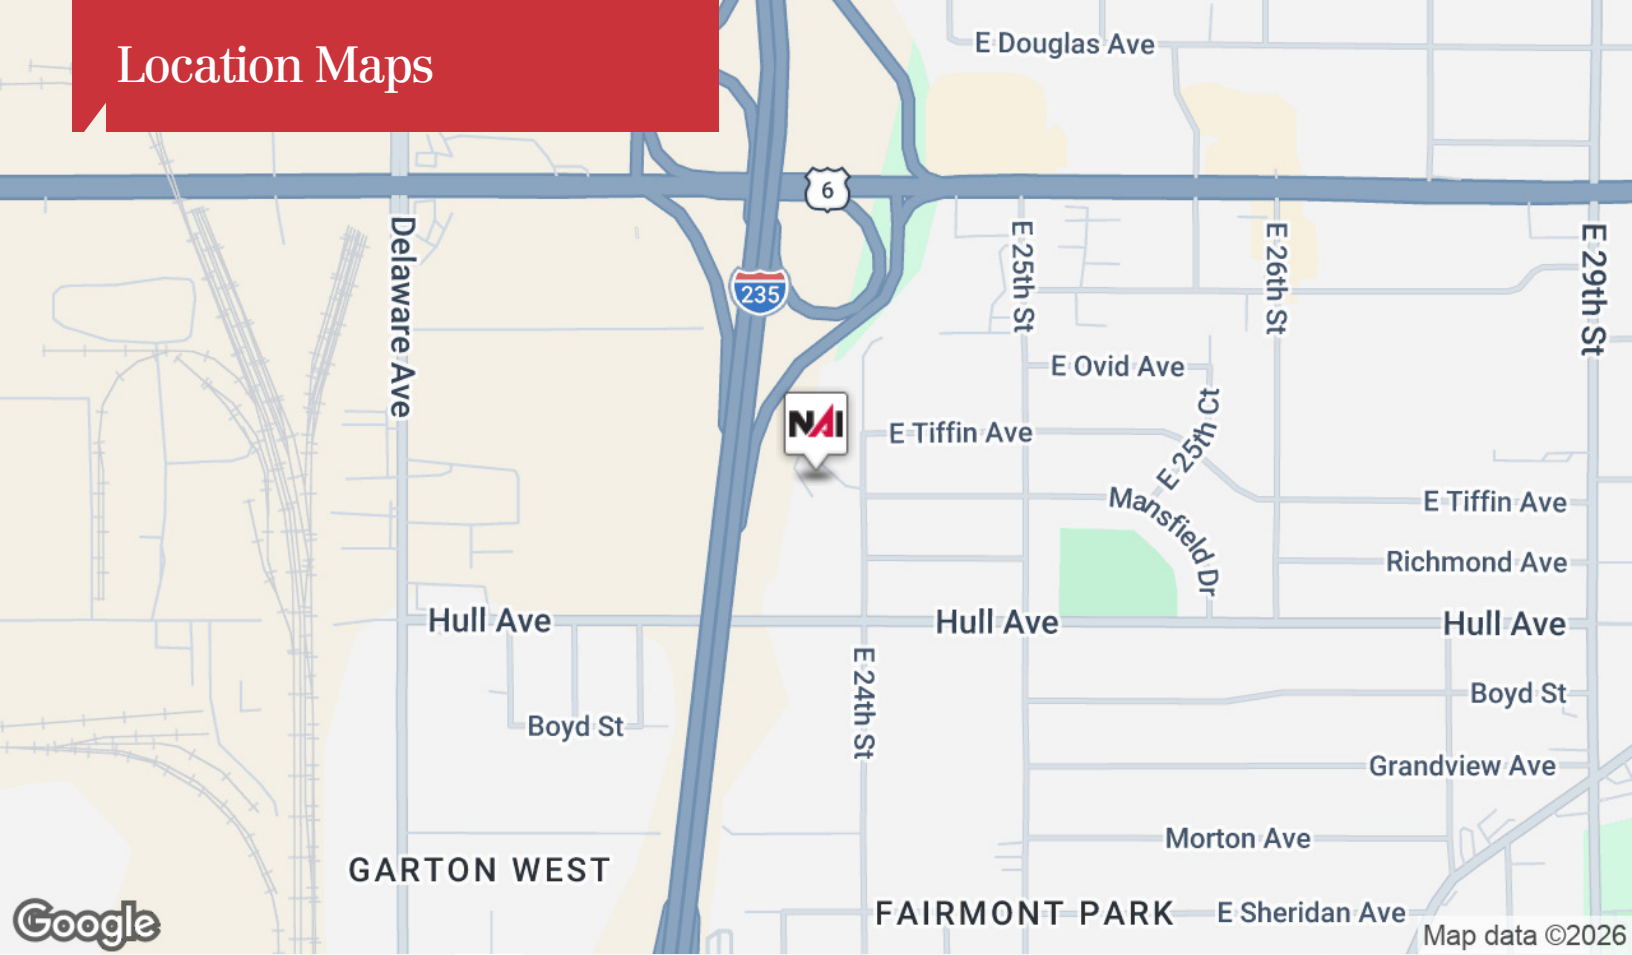 Location Maps
E Douglas Ave
6
Delaware Ave
E 25th St
E 26th St
E 29th St
235
E Ovid Ave
E 25th Ct
NAI
E Tiffin Ave
Mansfield Dr
E Tiffin Ave
Richmond Ave
Hull Ave
Hull Ave
Hull Ave
E 24th St
Boyd St
Boyd St
Grandview Ave
Morton Ave
GARTON WEST
FAIRMONT PARK
E Sheridan Ave
Google
Map data ©2026